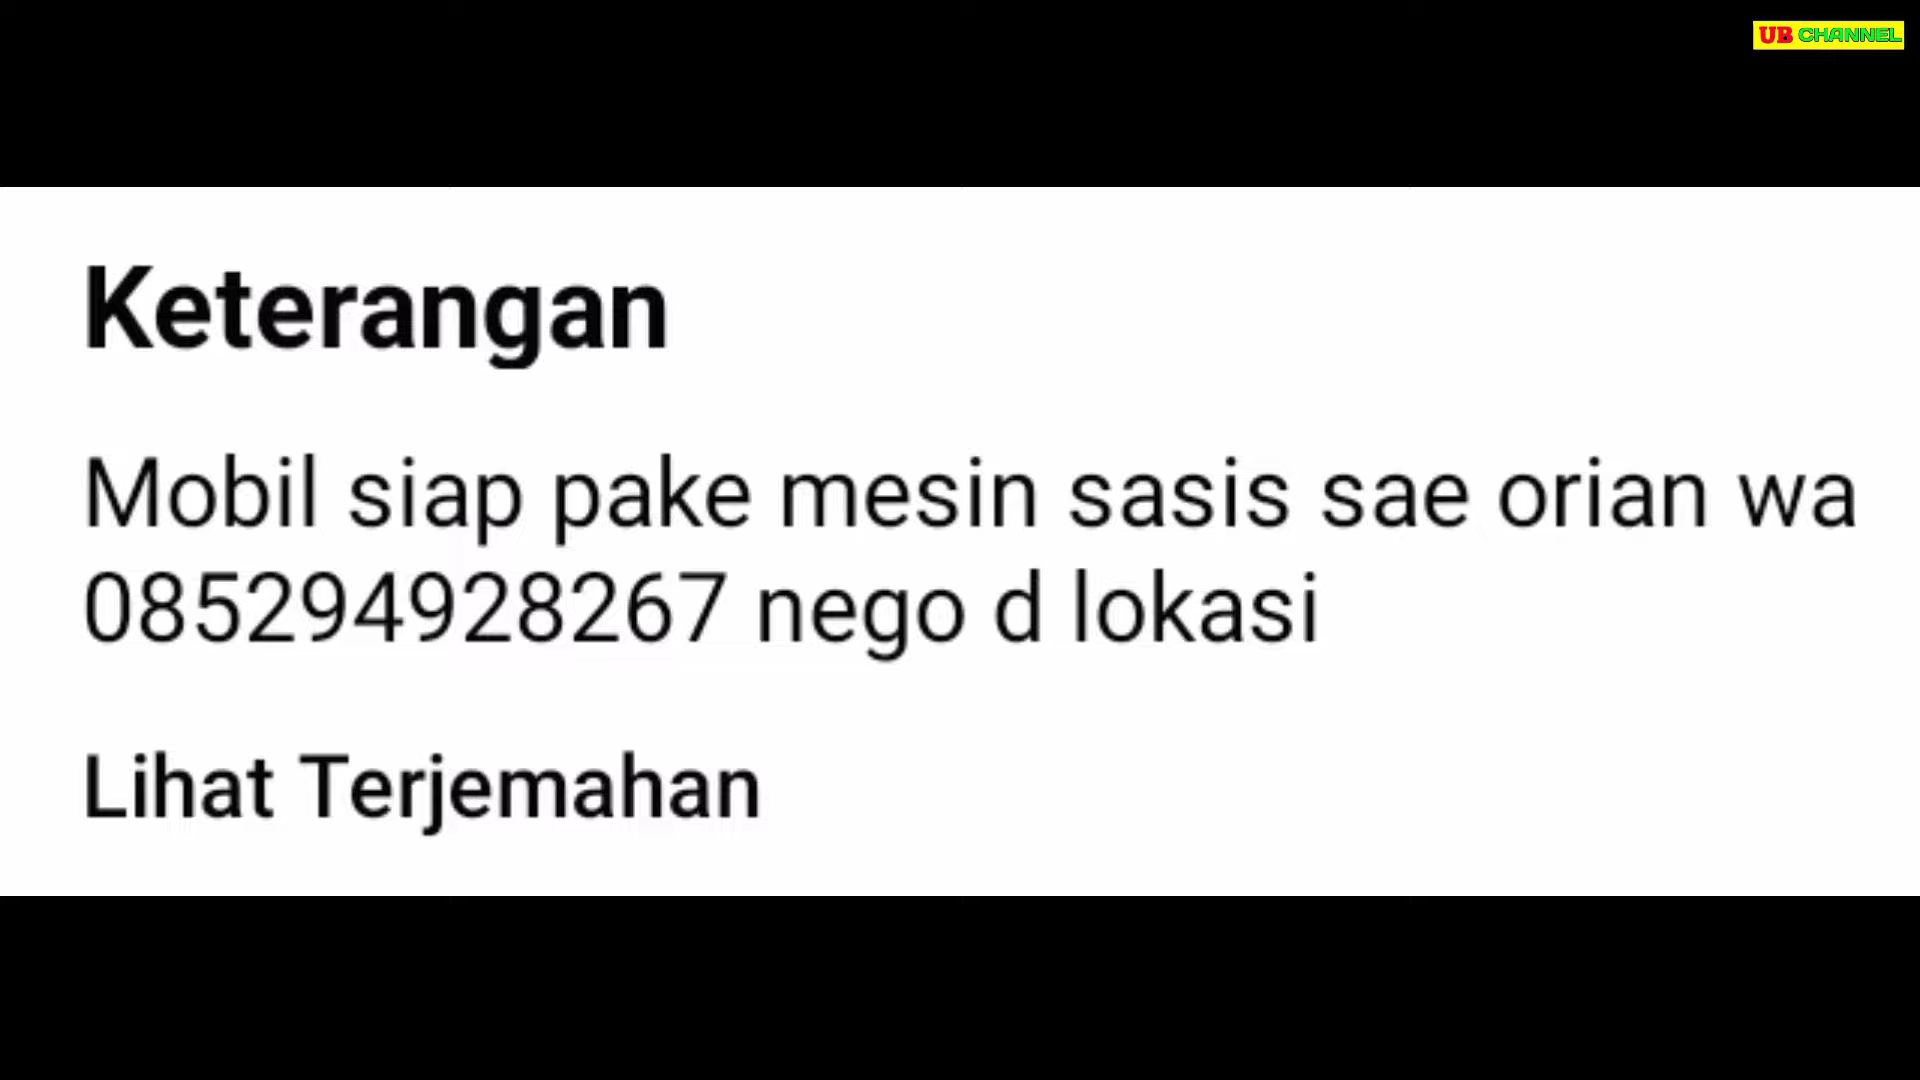 UB CHANNEL
Keterangan
Mobil siap pake mesin sasis sae orian wa
085294928267 nego d lokasi
Lihat Terjemahan